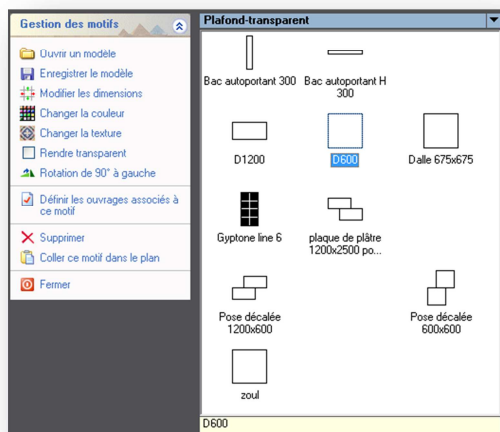 Gestion des motifs
Ouvrir un modèle
Enregistrer le modèle
Modifier les dimensions
Changer la couleur
Changer la texture
Rendre transparent
Rotation de 90° à gauche
Définir les ouvrages associés à
ce motif
Supprimer
Coller ce motif dans le plan
Fermer
Plafond-transparent
Bac autoportant 300
Bac autoportant H
300
D1200
D600
Dalle 675x675
Gyptone line 6
plaque de plâtre
1200x2500 po...
Pose décalée
1200x600
Pose décalée
600x600
zoul
D600